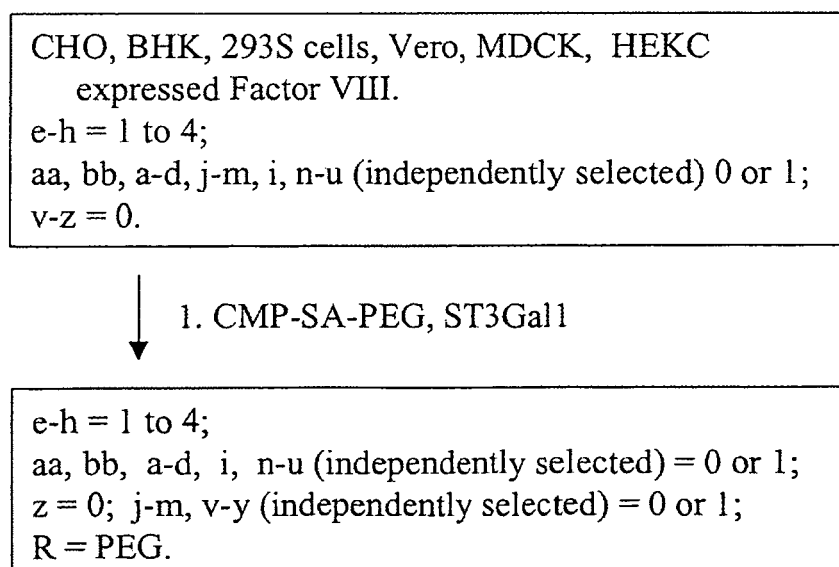 CHO, BHK, 293S cells, Vero, MDCK, HEKC
expressed Factor VIII.
e-h = 1 to 4;
aa, bb, a-d, j-m, i, n-u (independently selected) 0 or 1;
v-z = 0.
1. CMP-SA-PEG, ST3Gal1
e-h = 1 to 4;
aa, bb, a-d, i, n-u (independently selected) = 0 or 1;
z = 0; j-m, v-y (independently selected) = 0 or 1;
R = PEG.